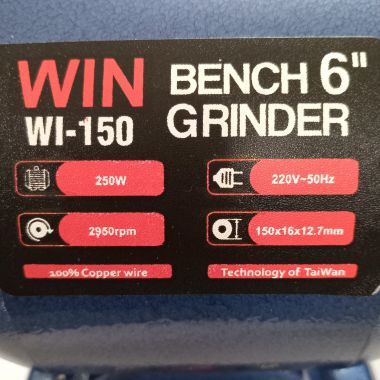 WIN
WI-150
BENCH 6"
GRINDER
250W
220V~50Hz
2950rpm
150x16x12.7mm
100% Copper wire
Technology of TaiWan